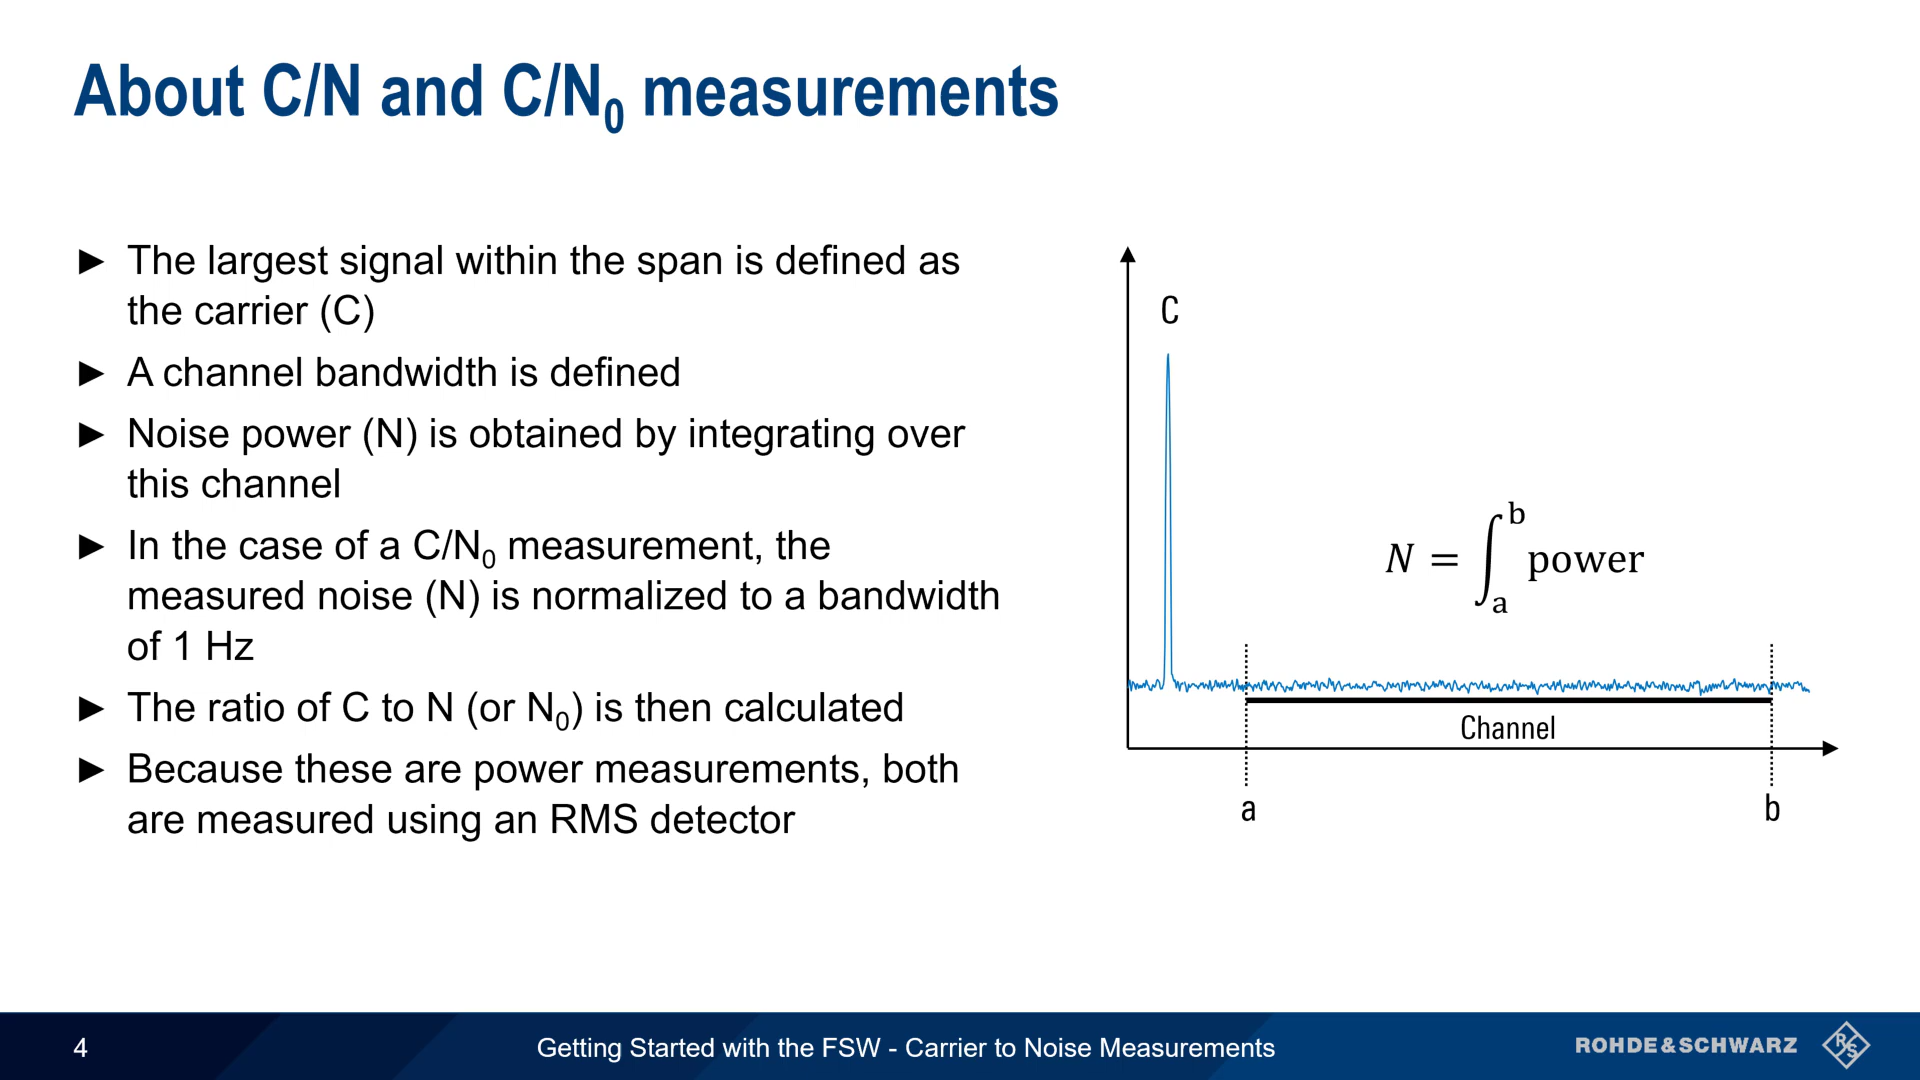 About C/N and C/N₀ measurements
► The largest signal within the span is defined as
the carrier (C)
► A channel bandwidth is defined
► Noise power (N) is obtained by integrating over
this channel
► In the case of a C/N₀ measurement, the
measured noise (N) is normalized to a bandwidth
of 1 Hz
► The ratio of C to N (or N₀) is then calculated
► Because these are power measurements, both
are measured using an RMS detector
C
N = ∫ₐᵇ power
Channel
a b
4 Getting Started with the FSW - Carrier to Noise Measurements ROHDE&SCHWARZ R&S